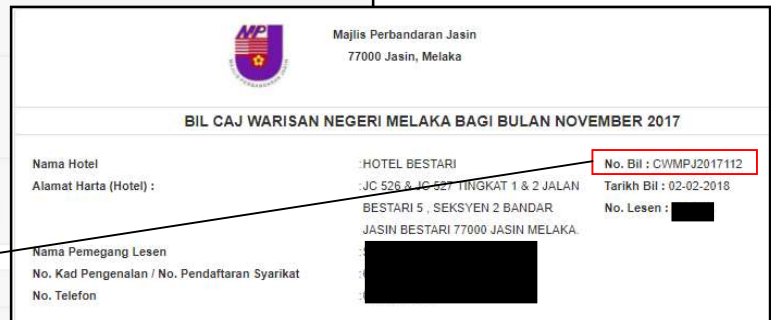 Majlis Perbandaran Jasin
77000 Jasin, Melaka
BIL CAJ WARISAN NEGERI MELAKA BAGI BULAN NOVEMBER 2017
Nama Hotel :HOTEL BESTARI No. Bil : CWMPJ2017112
Alamat Harta (Hotel) : :JC 526 & JC 527 TINGKAT 1 & 2 JALAN Tarikh Bil : 02-02-2018
BESTARI 5 , SEKSYEN 2 BANDAR No. Lesen :
JASIN BESTARI 77000 JASIN MELAKA.
Nama Pemegang Lesen :
No. Kad Pengenalan / No. Pendaftaran Syarikat :
No. Telefon :